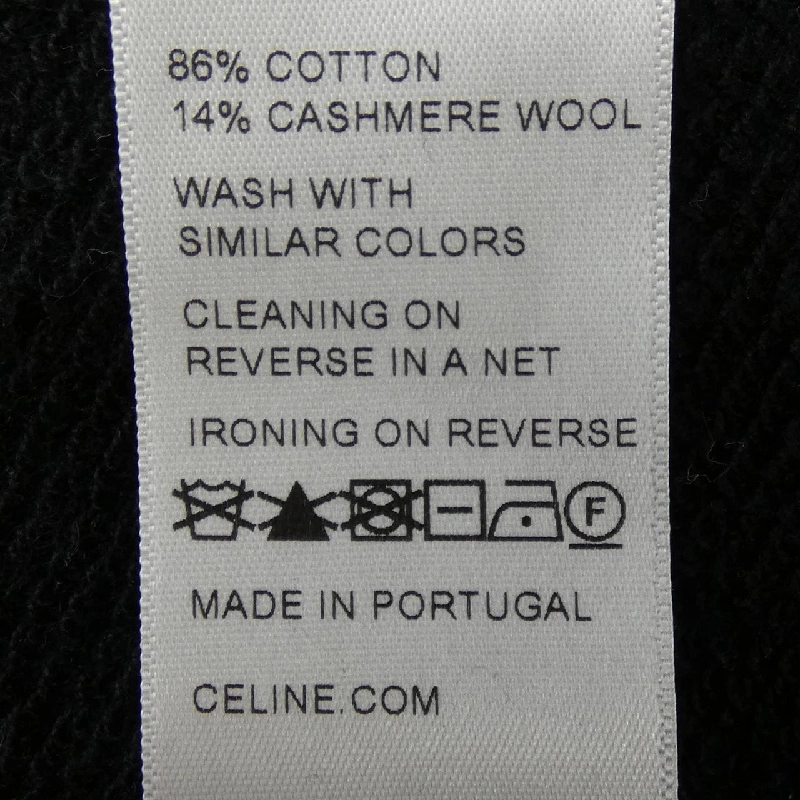 86% COTTON
14% CASHMERE WOOL
WASH WITH
SIMILAR COLORS
CLEANING ON
REVERSE IN A NET
IRONING ON REVERSE
F
MADE IN PORTUGAL
CELINE.COM